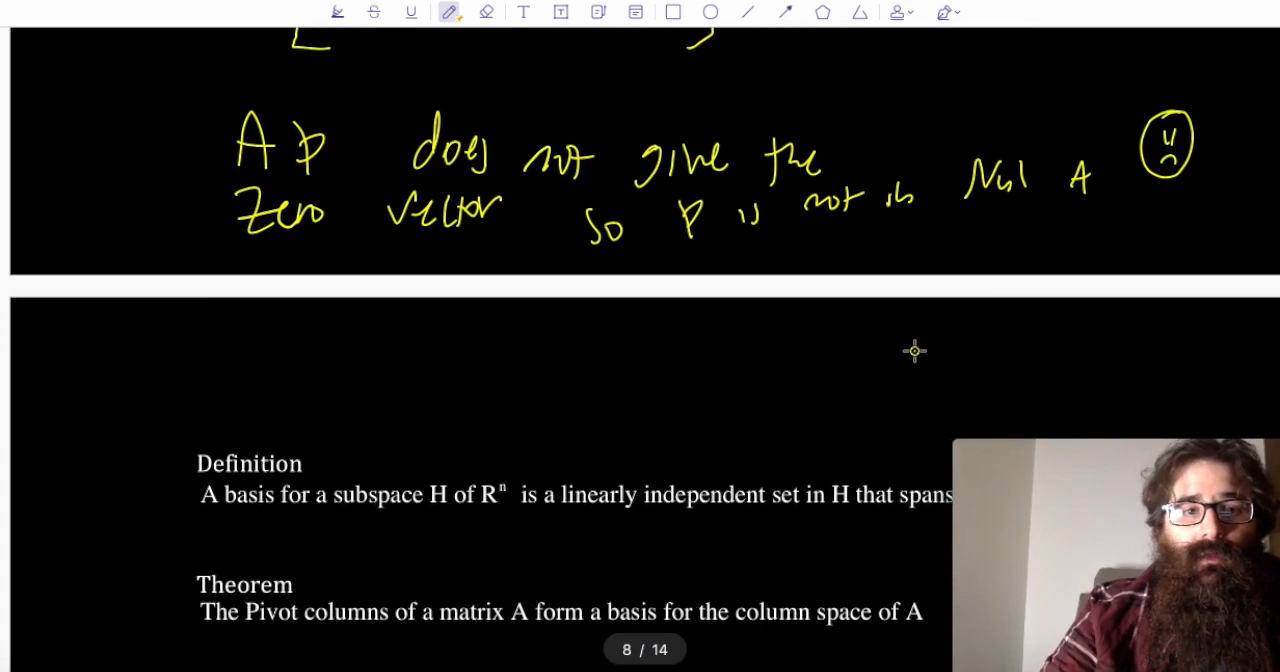 Ap does not give the
zero vector so p is not in Nul A
Definition
A basis for a subspace H of Rⁿ is a linearly independent set in H that spans
Theorem
The Pivot columns of a matrix A form a basis for the column space of A
8 / 14